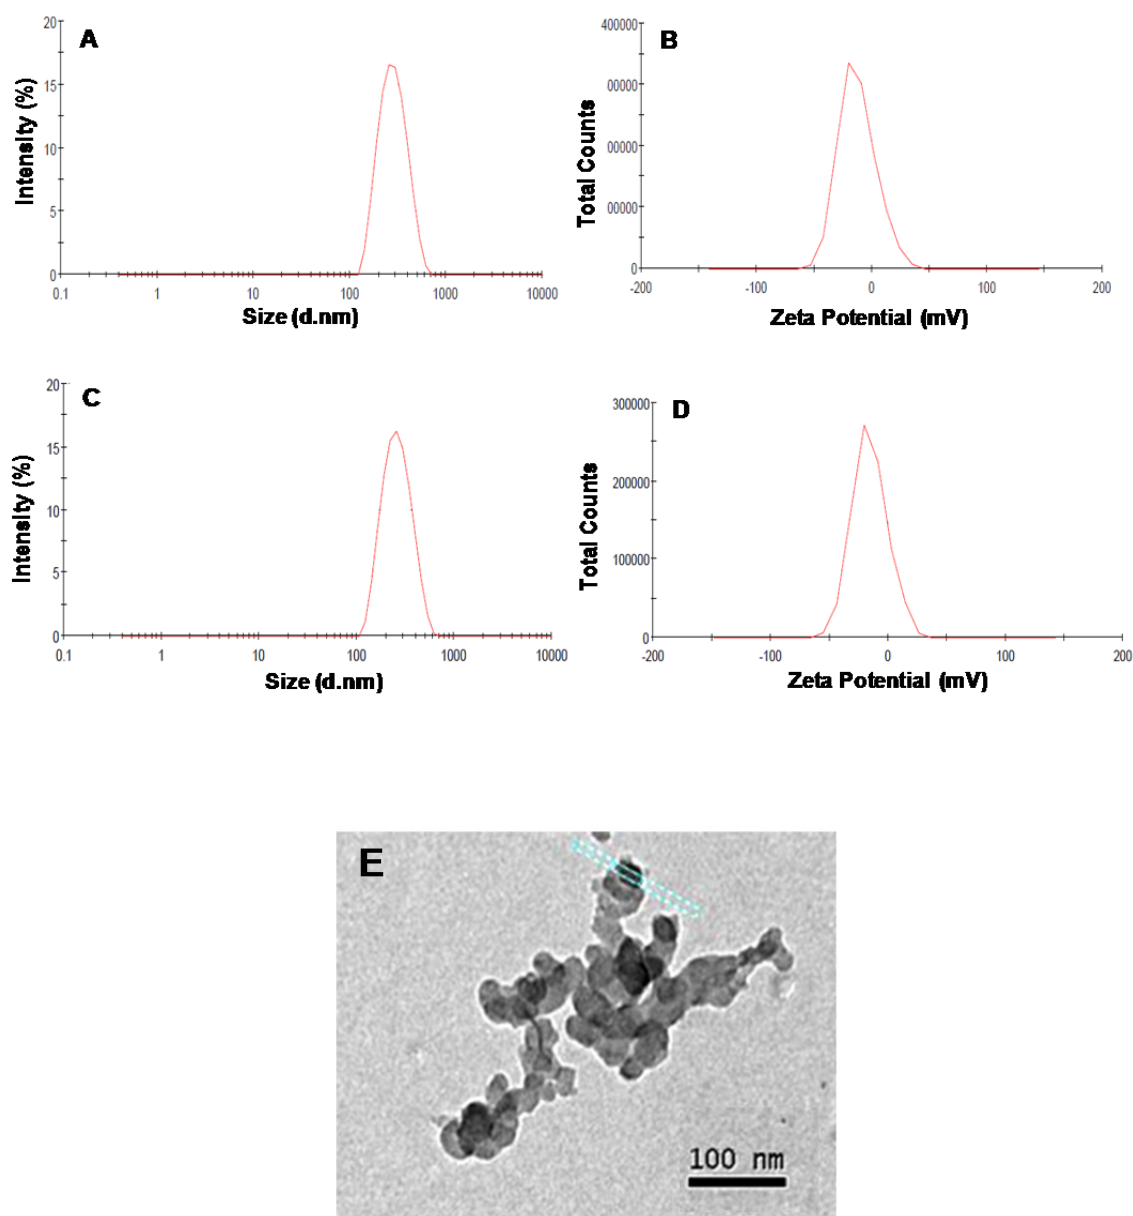 A
Intensity (%)
20
15
10
5
0
0.1 1 10 100 1000 10000
Size (d.nm)
B
Total Counts
400000
00000
00000
00000
0
-200 -100 0 100 200
Zeta Potential (mV)
C
Intensity (%)
20
15
10
5
0
0.1 1 10 100 1000 10000
Size (d.nm)
D
Total Counts
300000
200000
100000
0
-200 -100 0 100 200
Zeta Potential (mV)
E
100 nm